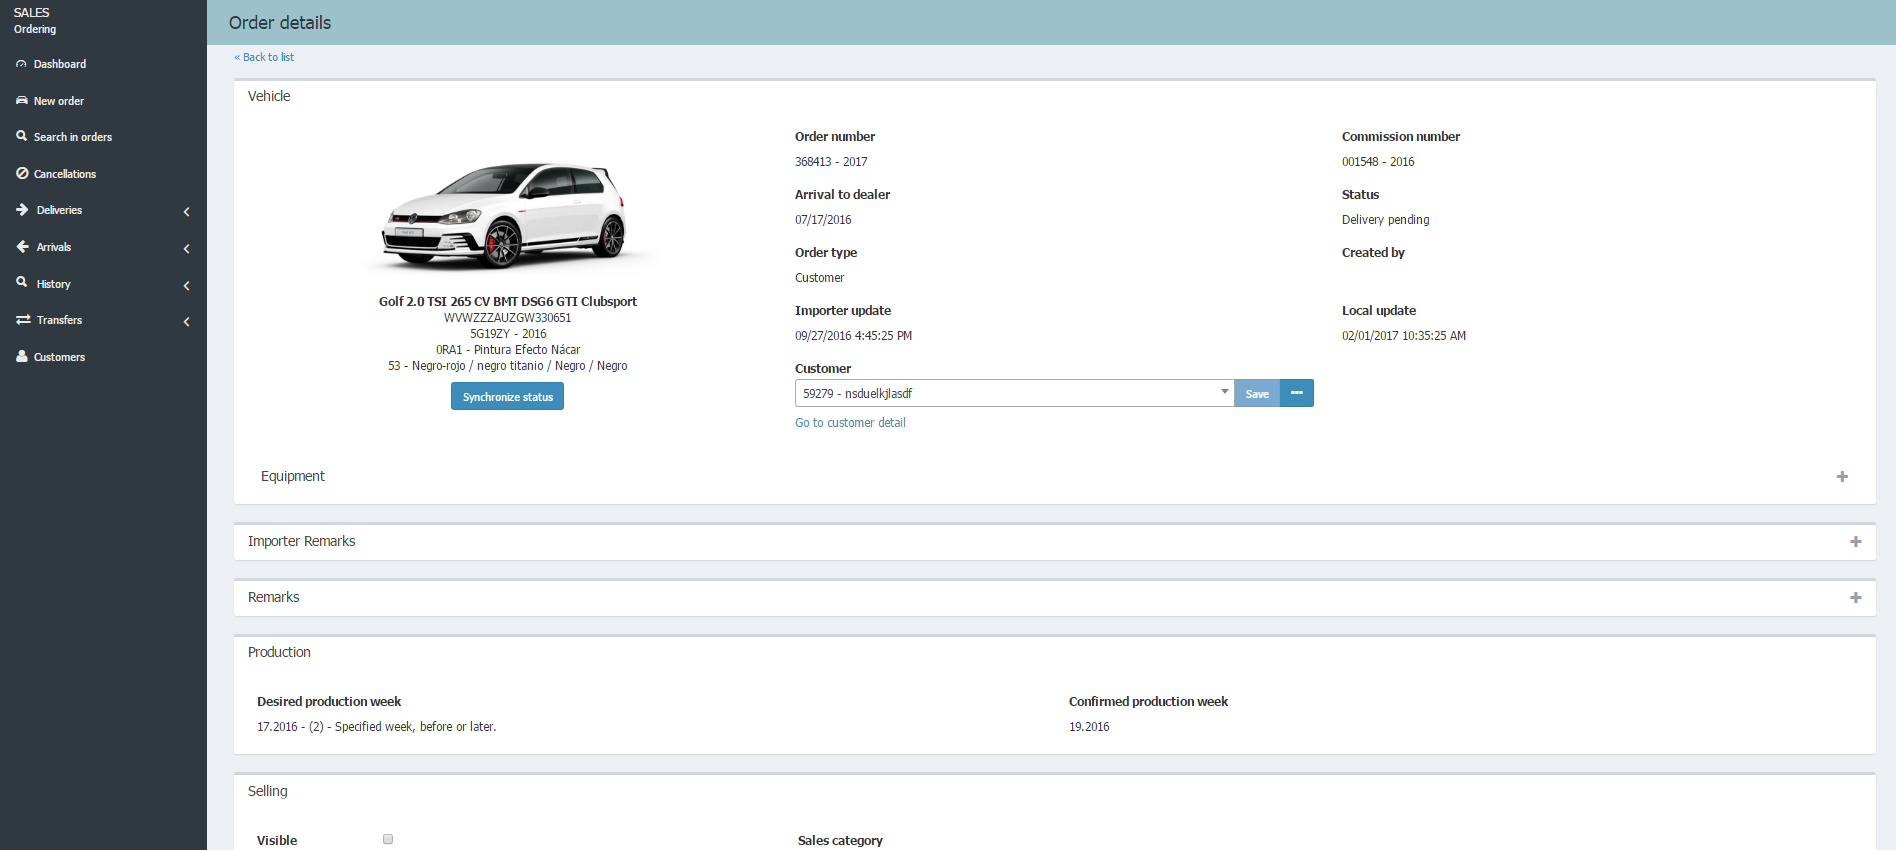 SALES
Ordering
Dashboard
New order
Search in orders
Cancellations
Deliveries
Arrivals
History
Transfers
Customers
Order details
« Back to list
Vehicle
Golf 2.0 TSI 265 CV BMT DSG6 GTI Clubsport
WVWZZZAUZGW330651
5G19ZY - 2016
0RA1 - Pintura Efecto Nácar
53 - Negro-rojo / negro titanio / Negro / Negro
Synchronize status
Order number
368413 - 2017
Commission number
001548 - 2016
Arrival to dealer
07/17/2016
Status
Delivery pending
Order type
Customer
Created by
Importer update
09/27/2016 4:45:25 PM
Local update
02/01/2017 10:35:25 AM
Customer
59279 - nsduelkjlasdf
Save
Go to customer detail
Equipment
Importer Remarks
Remarks
Production
Desired production week
17.2016 - (2) - Specified week, before or later.
Confirmed production week
19.2016
Selling
Visible
Sales category